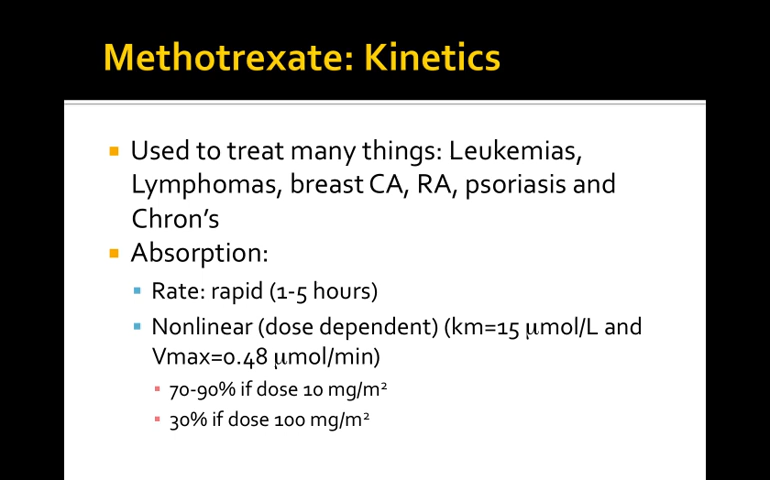 Methotrexate: Kinetics
Used to treat many things: Leukemias,
Lymphomas, breast CA, RA, psoriasis and
Chron's
Absorption:
Rate: rapid (1-5 hours)
Nonlinear (dose dependent) (km=15 μmol/L and
Vmax=0.48 μmol/min)
70-90% if dose 10 mg/m²
30% if dose 100 mg/m²